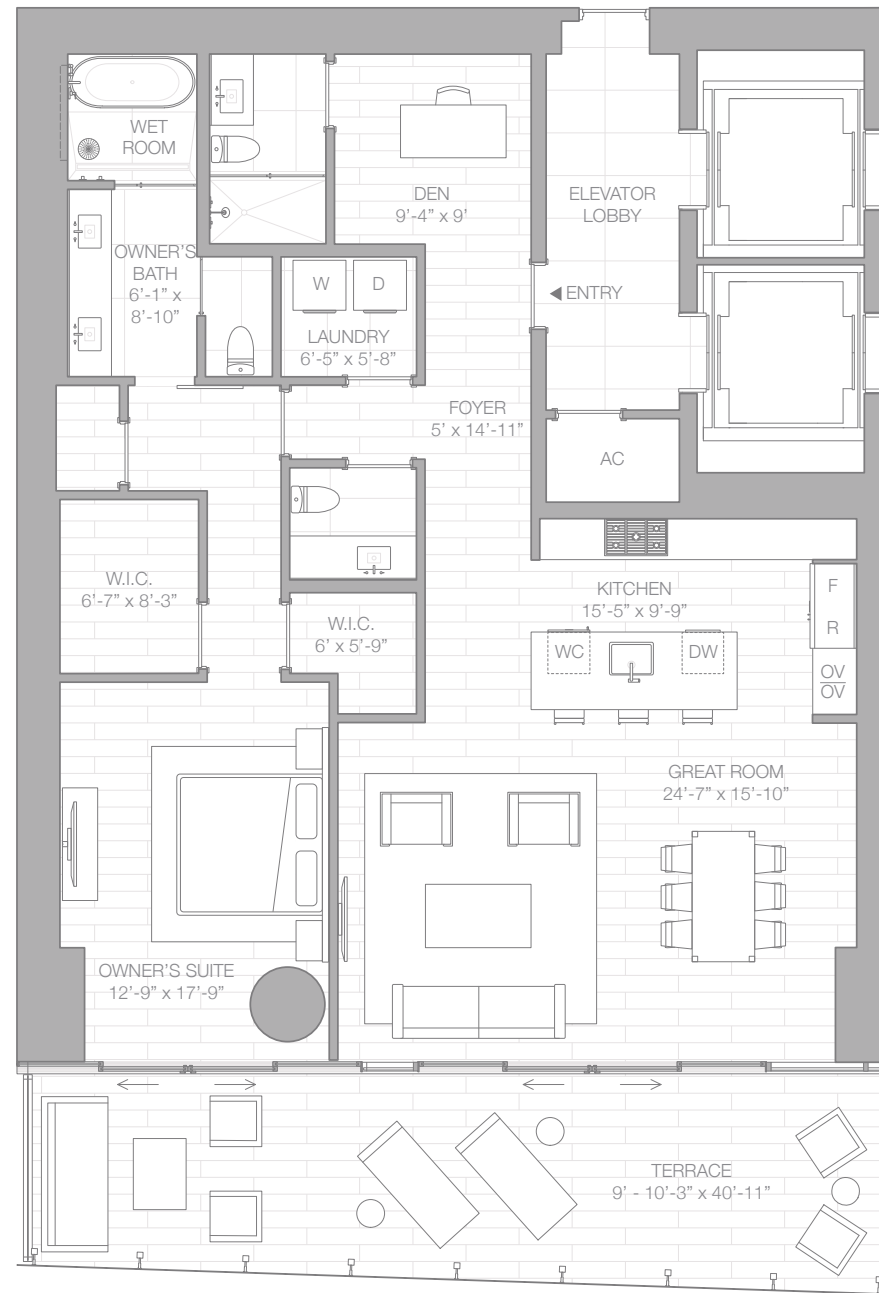 WET
ROOM
DEN
9'-4" x 9'
ELEVATOR
LOBBY
OWNER'S
BATH
6'-1" x
8'-10"
W
D
LAUNDRY
6'-5" x 5'-8"
ENTRY
FOYER
5' x 14'-11"
AC
W.I.C.
6'-7" x 8'-3"
W.I.C.
6' x 5'-9"
KITCHEN
15'-5" x 9'-9"
F
R
WC
DW
OV
OV
GREAT ROOM
24'-7" x 15'-10"
OWNER'S SUITE
12'-9" x 17'-9"
TERRACE
9' - 10'-3" x 40'-11"